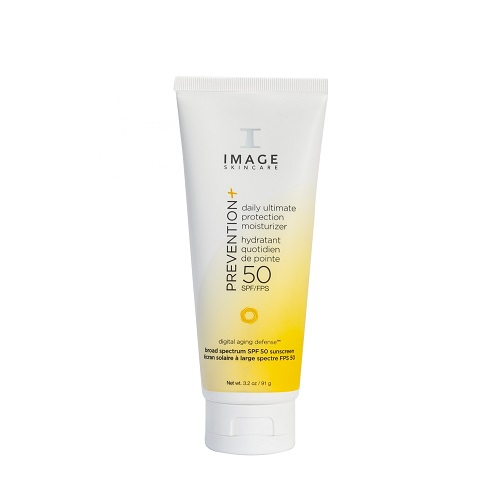 I
IMAGE
SKINCARE
PREVENTION+
daily ultimate
protection
moisturizer
hydratant
quotidien
de pointe
50
SPF/FPS
digital aging defense™
broad spectrum SPF 50 sunscreen
écran solaire à large spectre FPS 50
Net wt. 3.2 oz / 91 g